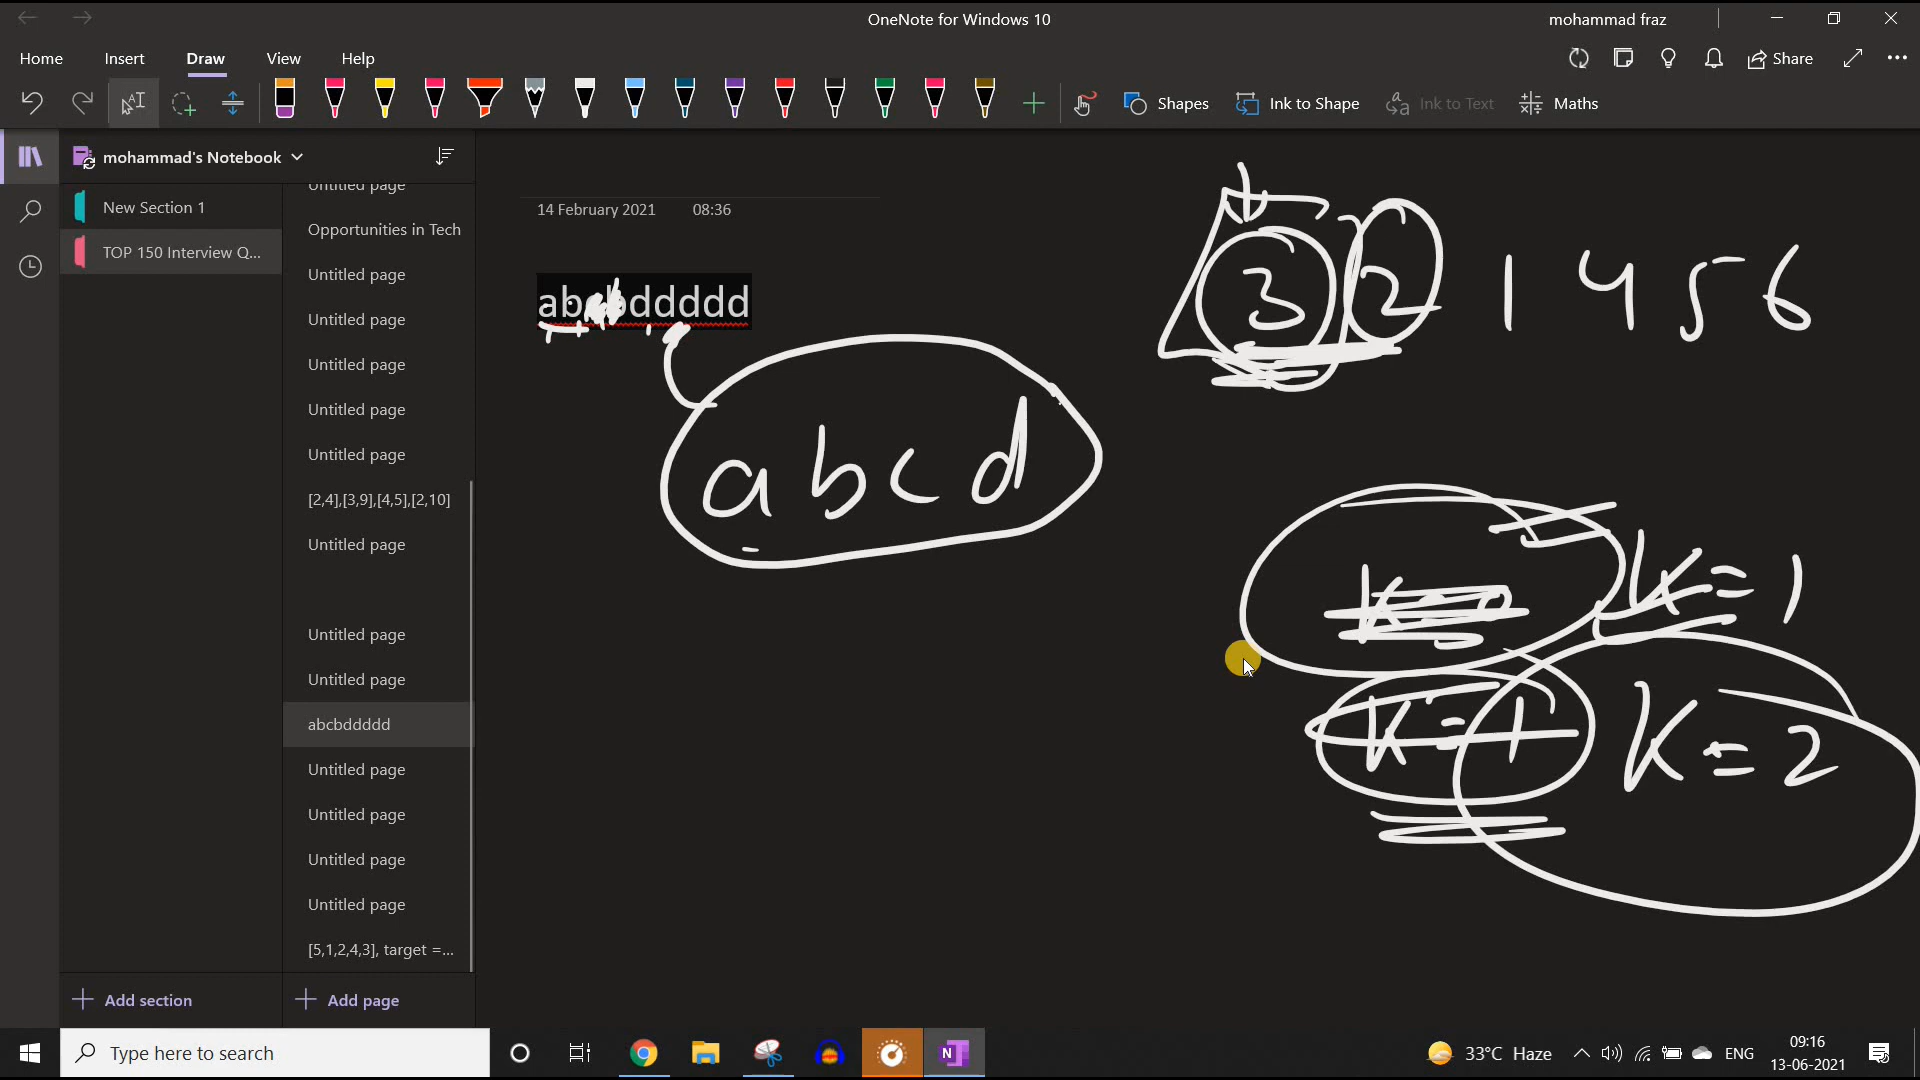 OneNote for Windows 10
mohammad fraz
Home Insert Draw View Help
Share
Shapes Ink to Shape Ink to Text Maths
mohammad's Notebook
New Section 1
TOP 150 Interview Q...
Untitled page
Opportunities in Tech
Untitled page
Untitled page
Untitled page
Untitled page
Untitled page
[2,4],[3,9],[4,5],[2,10]
Untitled page
Untitled page
Untitled page
abcbddddd
Untitled page
Untitled page
Untitled page
Untitled page
[5,1,2,4,3], target =...
Add section
Add page
14 February 2021 08:36
abcbddddd
a b c d
3 2 1 4 5 6
K=0 K=1
K=1 K=2
Type here to search
33°C Haze
ENG
09:16
13-06-2021